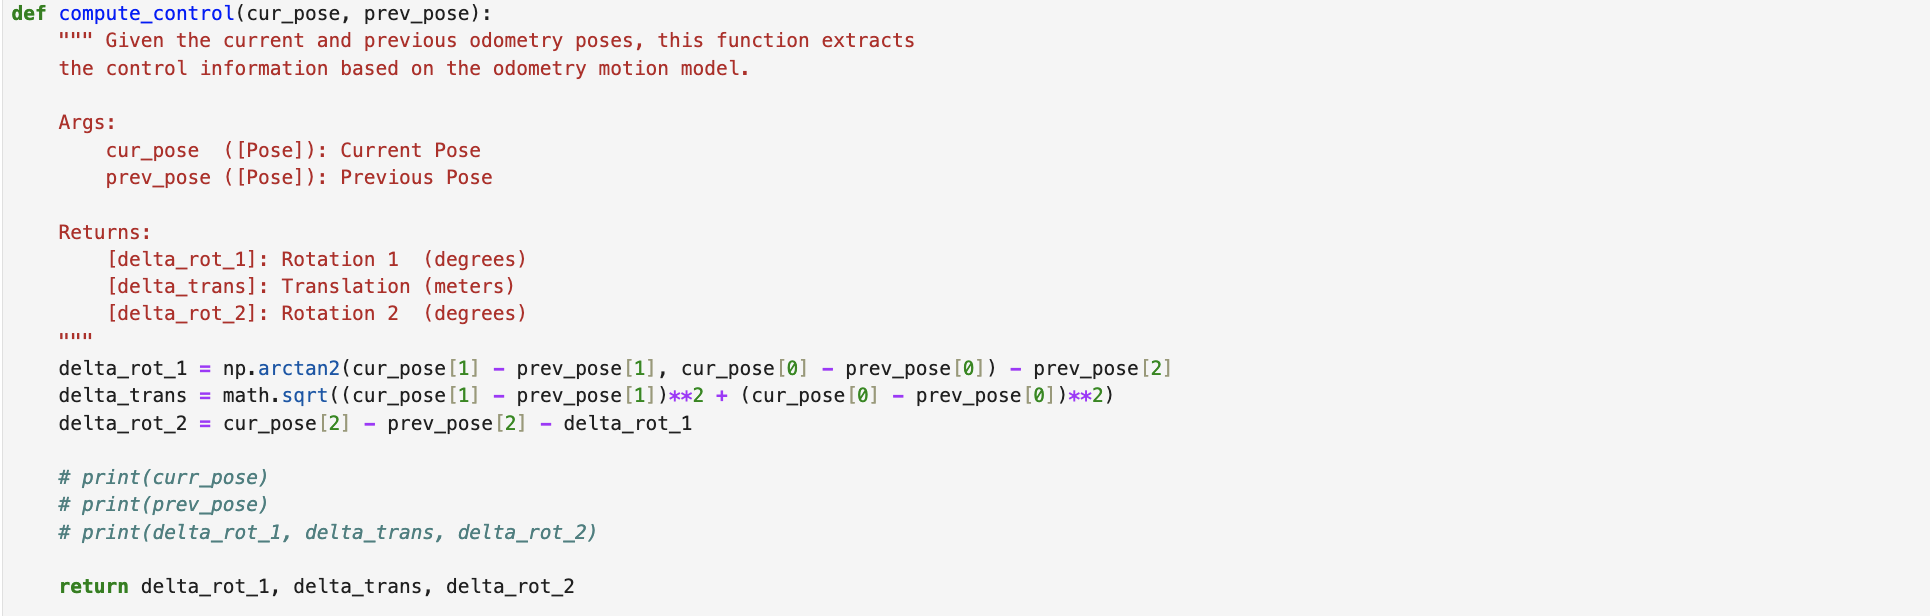 def compute_control(cur_pose, prev_pose):
    """ Given the current and previous odometry poses, this function extracts
    the control information based on the odometry motion model.

    Args:
        cur_pose  ([Pose]): Current Pose
        prev_pose ([Pose]): Previous Pose

    Returns:
        [delta_rot_1]: Rotation 1  (degrees)
        [delta_trans]: Translation (meters)
        [delta_rot_2]: Rotation 2  (degrees)
    """
    delta_rot_1 = np.arctan2(cur_pose[1] - prev_pose[1], cur_pose[0] - prev_pose[0]) - prev_pose[2]
    delta_trans = math.sqrt((cur_pose[1] - prev_pose[1])**2 + (cur_pose[0] - prev_pose[0])**2)
    delta_rot_2 = cur_pose[2] - prev_pose[2] - delta_rot_1

    # print(curr_pose)
    # print(prev_pose)
    # print(delta_rot_1, delta_trans, delta_rot_2)

    return delta_rot_1, delta_trans, delta_rot_2